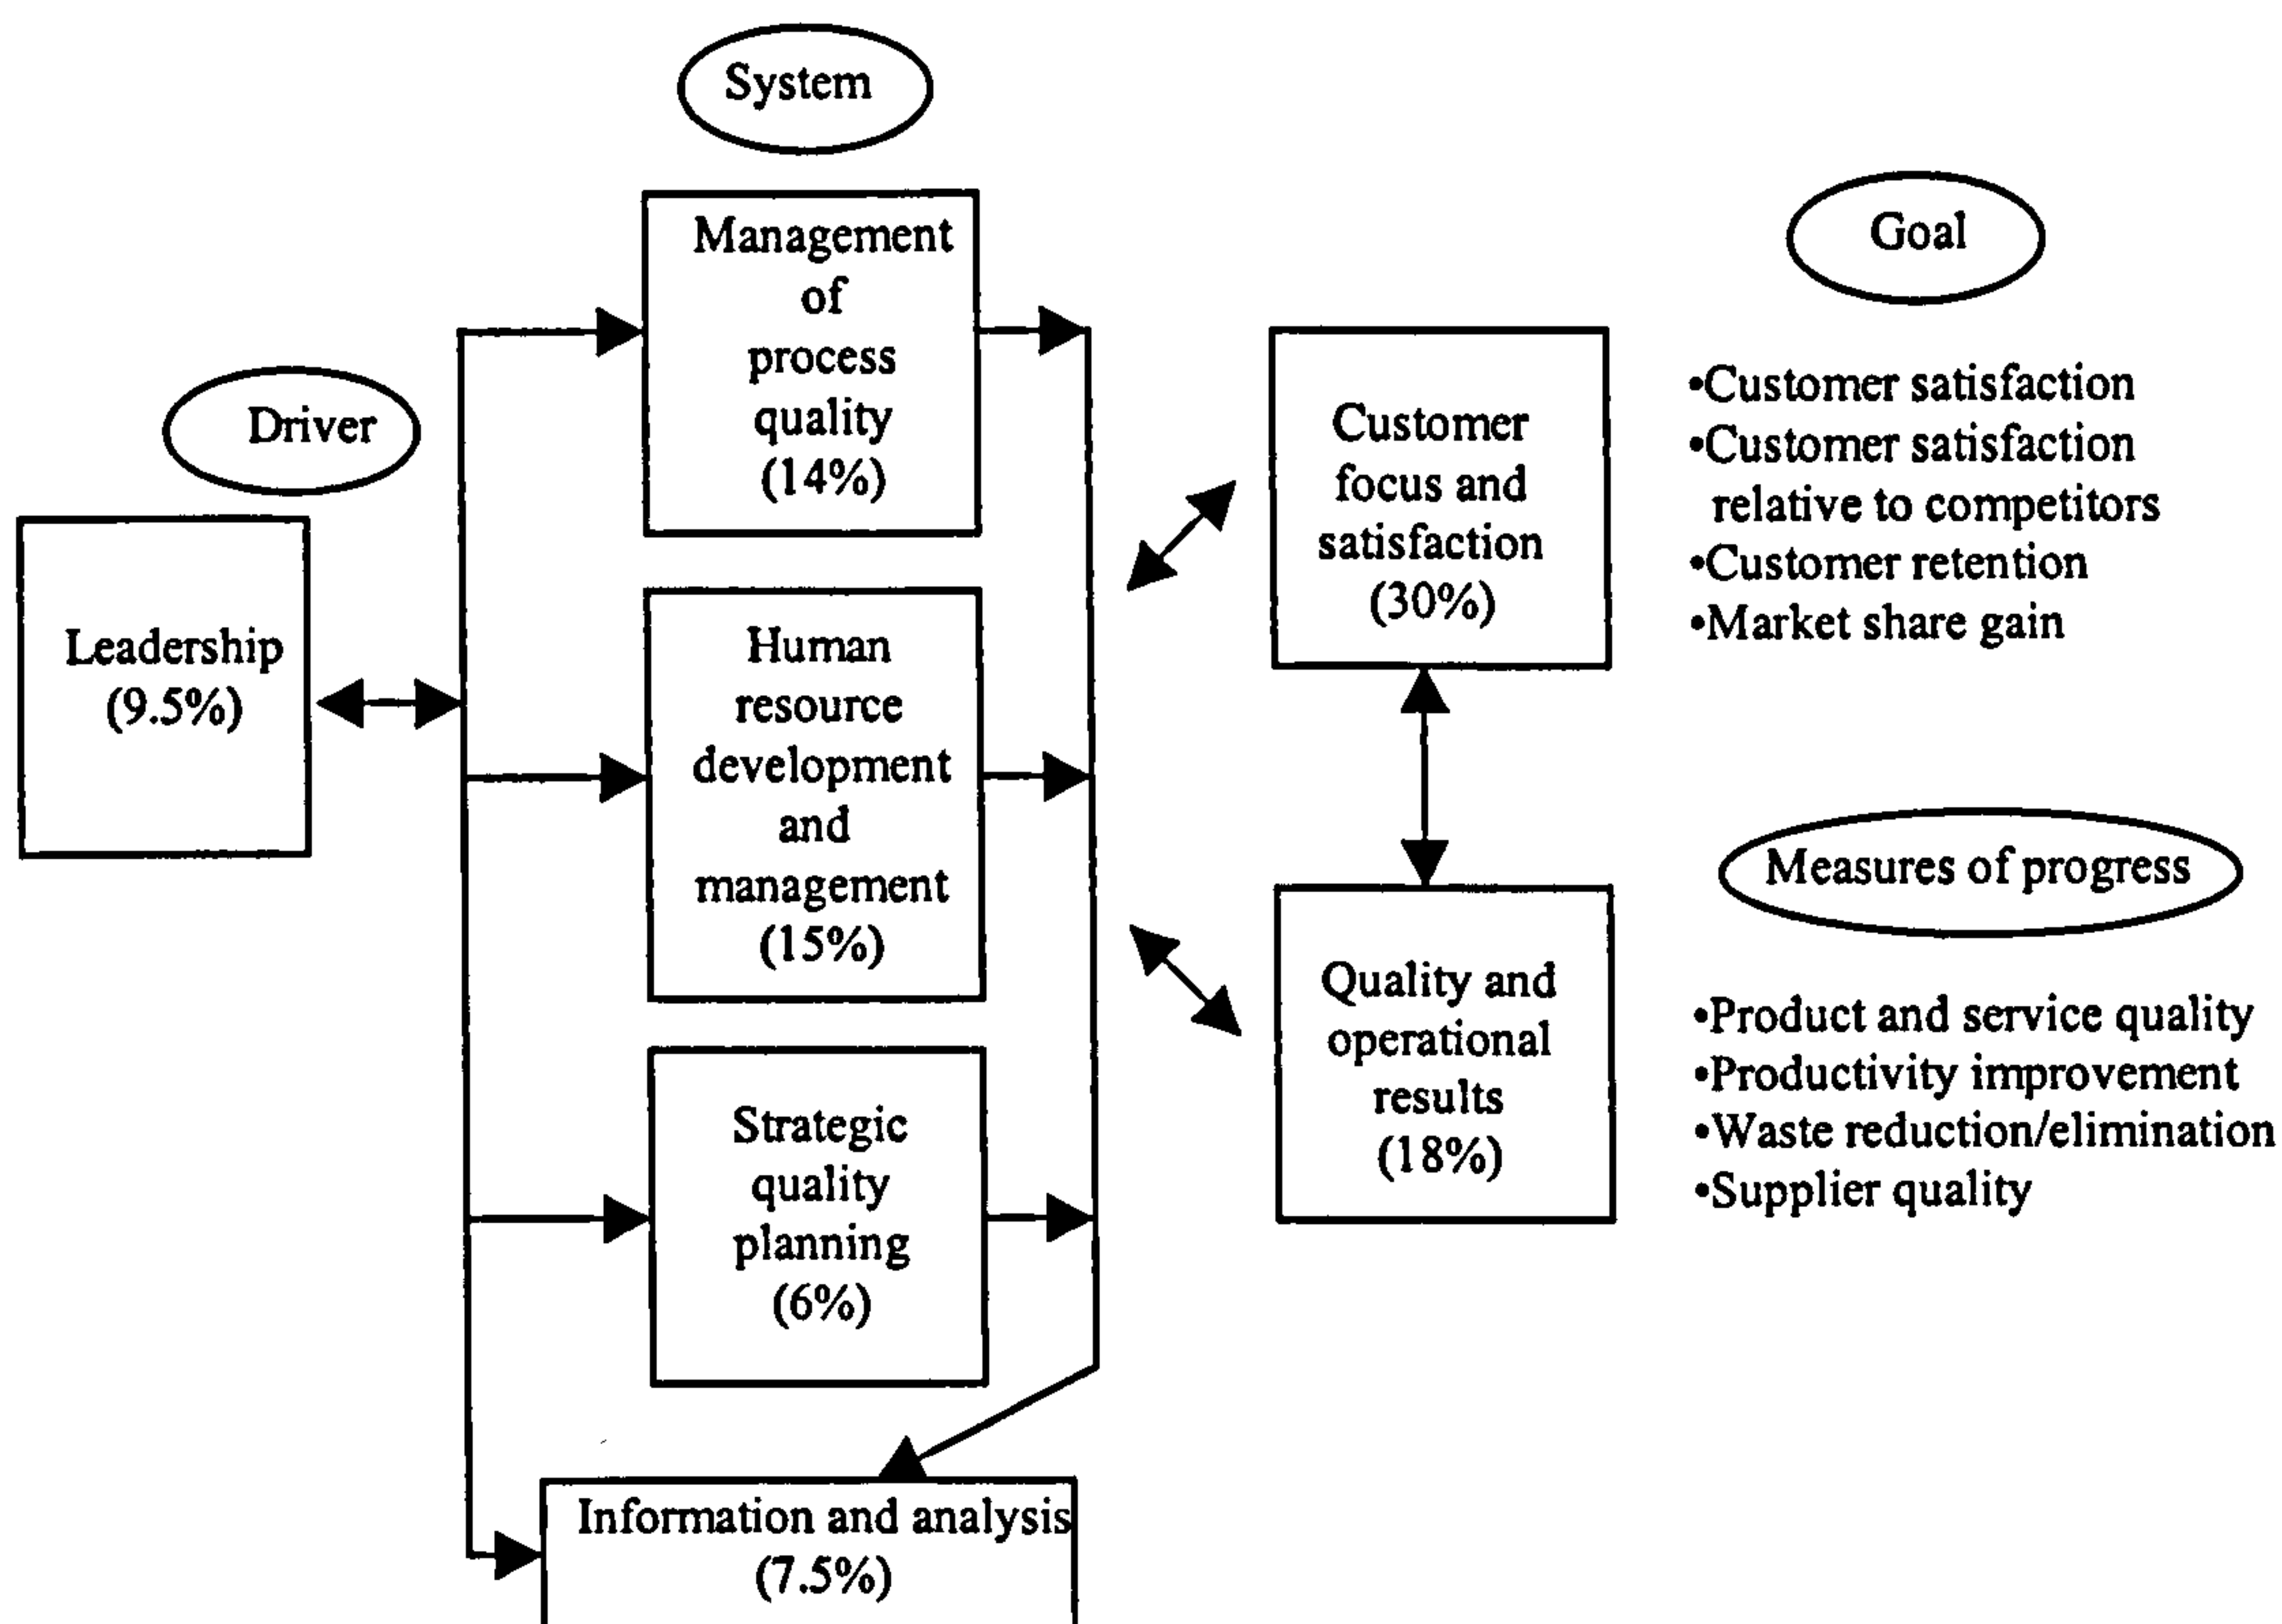 System
Management
of
process
quality
(14%)
Goal
Driver
Customer
focus and
satisfaction
(30%)
•Customer satisfaction
•Customer satisfaction
relative to competitors
•Customer retention
•Market share gain
Leadership
(9.5%)
Human
resource
development
and
management
(15%)
Measures of progress
Quality and
operational
results
(18%)
•Product and service quality
•Productivity improvement
•Waste reduction/elimination
•Supplier quality
Strategic
quality
planning
(6%)
Information and analysis
(7.5%)